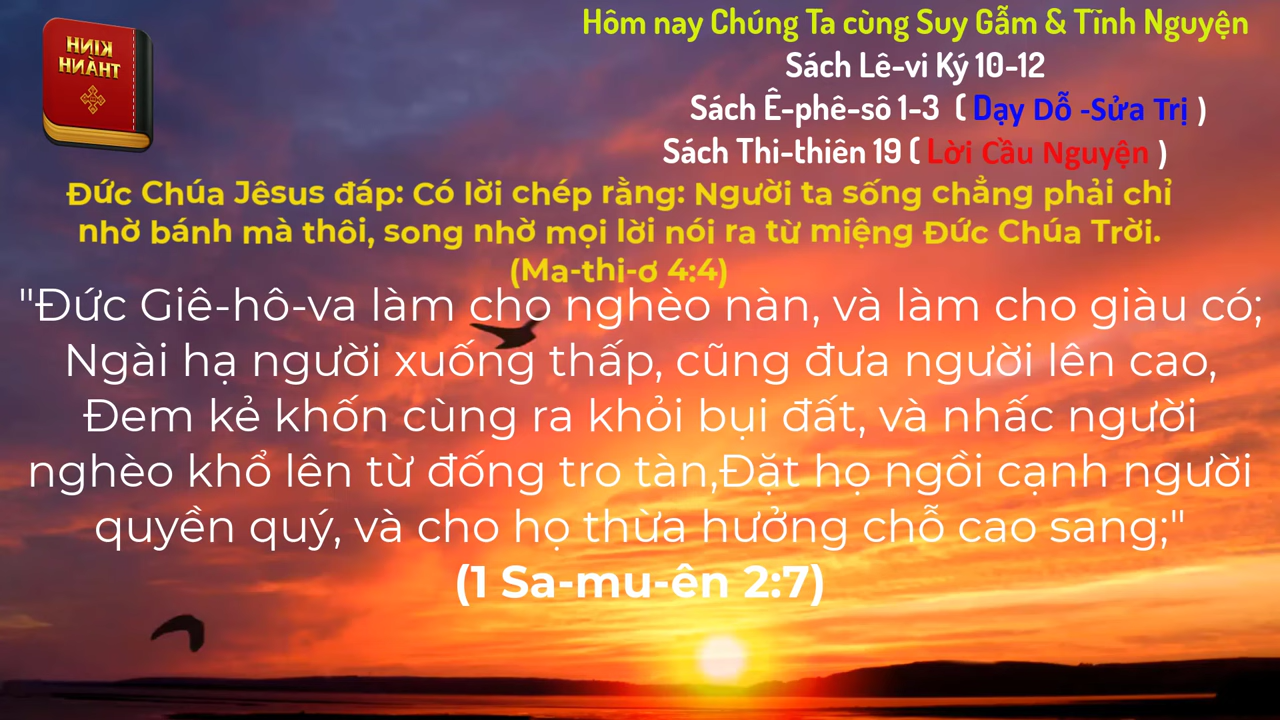 KINH
THÀNH
Hôm nay Chúng Ta cùng Suy Gẫm & Tĩnh Nguyện
Sách Lê-vi Ký 10-12
Sách Ê-phê-sô 1-3 ( Dạy Dỗ -Sửa Trị )
Sách Thi-thiên 19 ( Lời Cầu Nguyện )
Đức Chúa Jêsus đáp: Có lời chép rằng: Người ta sống chẳng phải chỉ
nhờ bánh mà thôi, song nhờ mọi lời nói ra từ miệng Đức Chúa Trời.
(Ma-thi-ơ 4:4)
"Đức Giê-hô-va làm cho nghèo nàn, và làm cho giàu có;
Ngài hạ người xuống thấp, cũng đưa người lên cao,
Đem kẻ khốn cùng ra khỏi bụi đất, và nhấc người
nghèo khổ lên từ đống tro tàn,Đặt họ ngồi cạnh người
quyền quý, và cho họ thừa hưởng chỗ cao sang;"
(1 Sa-mu-ên 2:7)